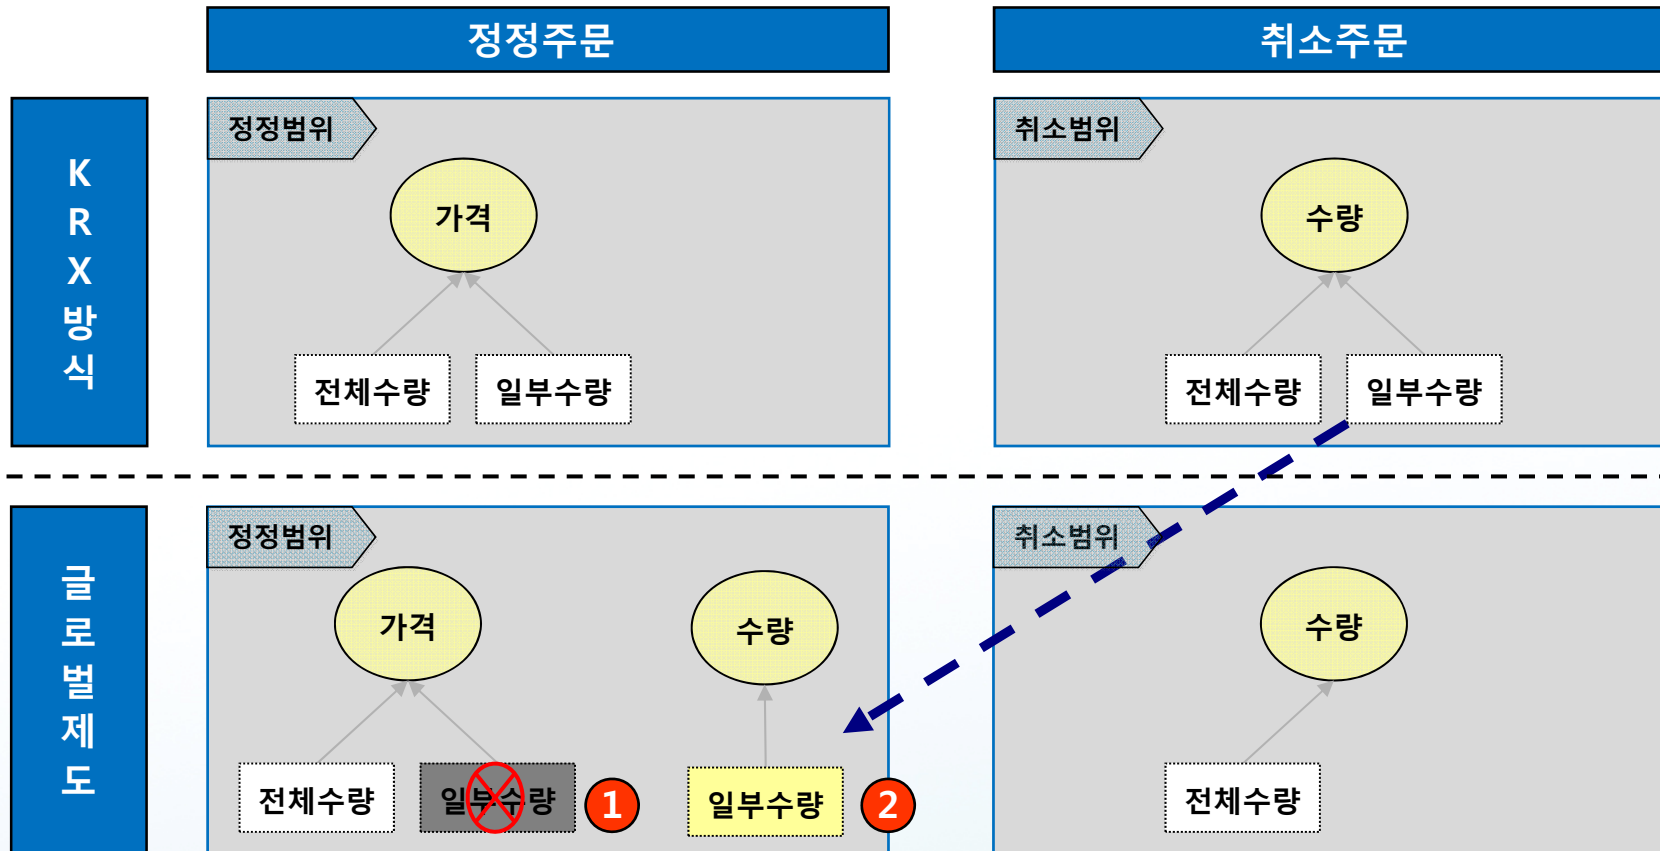 정정주문
취소주문
KRX방식
정정범위
가격
전체수량
일부수량
취소범위
수량
전체수량
일부수량
글로벌제도
정정범위
가격
수량
전체수량
일부수량
1
일부수량
2
취소범위
수량
전체수량